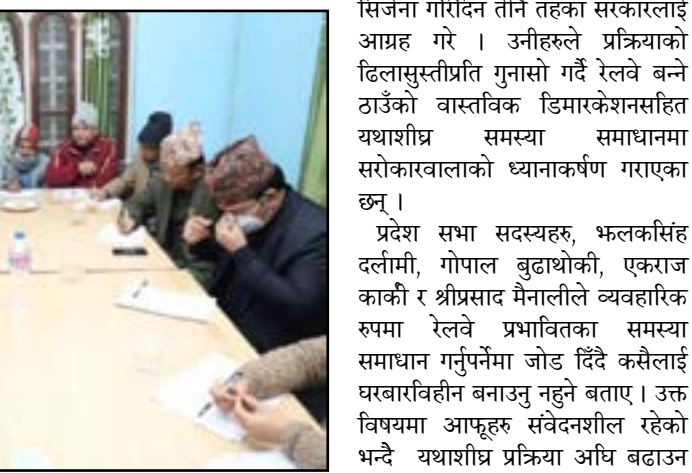 सिर्जना गरिदिन तीनै तहका सरकारलाई
आग्रह गरे । उनीहरुले प्रक्रियाको
ढिलासुस्तीप्रति गुनासो गर्दै रेलवे बन्ने
ठाउँको वास्तविक डिमारकेशनसहित
यथाशीघ्र समस्या समाधानमा
सरोकारवालाको ध्यानाकर्षण गराएका
छन् ।
प्रदेश सभा सदस्यहरु, झलकसिंह
दर्लामी, गोपाल बुढाथोकी, एकराज
कार्की र श्रीप्रसाद मैनालीले व्यवहारिक
रुपमा रेलवे प्रभावितका समस्या
समाधान गर्नुपर्नेमा जोड दिँदै कसैलाई
घरबारविहीन बनाउनु नहुने बताए । उक्त
विषयमा आफूहरु संवेदनशील रहेको
भन्दै यथाशीघ्र प्रक्रिया अघि बढाउन